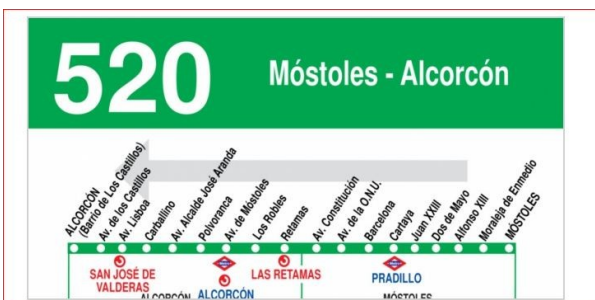 520
Móstoles - Alcorcón
ALCORCÓN
(Barrio de Los Castillos)
Av. de los Castillos
Av. Lisboa
Carballino
Av. Alcalde José Aranda
Polvoranca
Av. de Móstoles
Los Robles
Retamas
Av. Constitución
Av. de la O.N.U.
Barcelona
Cartaya
Juan XXIII
Dos de Mayo
Alfonso XIII
Moraleja de Enmedio
MÓSTOLES
SAN JOSÉ DE
VALDERAS
ALCORCÓN
LAS RETAMAS
PRADILLO
ALCORCÓN
MÓSTOLES